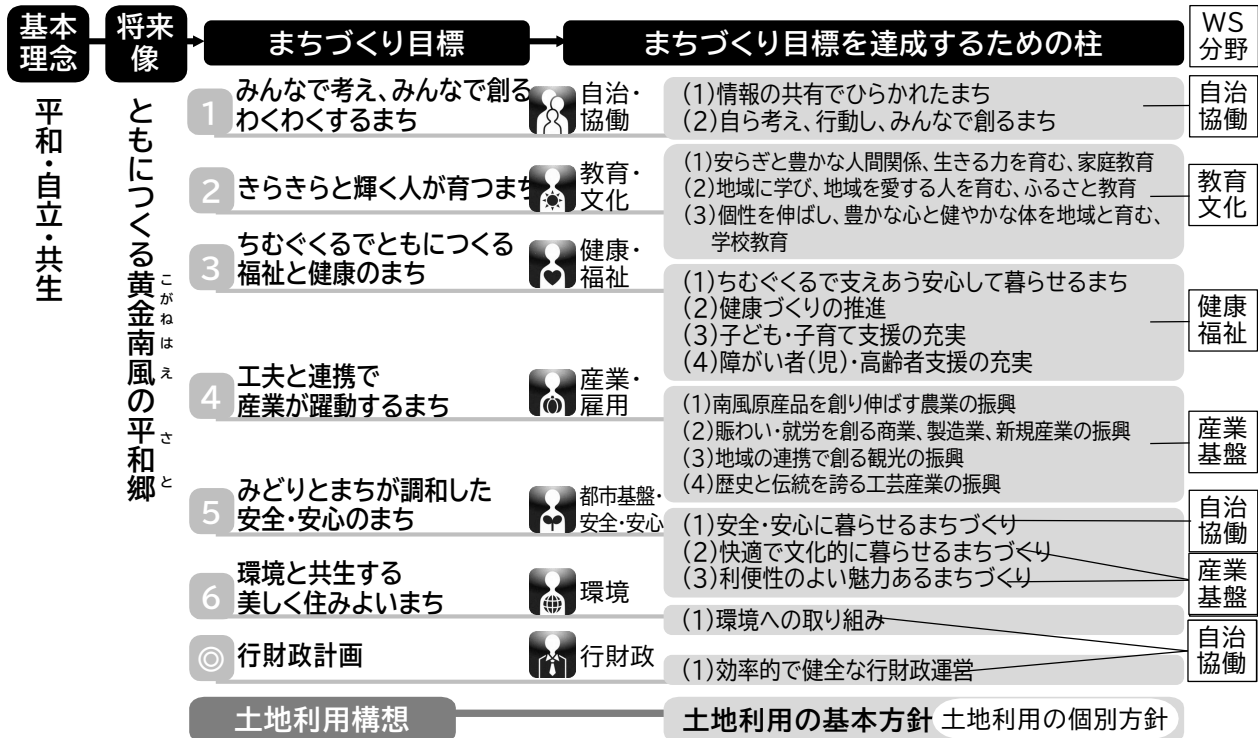 基本
理念
将来
像
まちづくり目標
まちづくり目標を達成するための柱
WS
分野
平和・自立・共生
ともにつくる黄金南風の平和郷
こがねはえ
さと
1
みんなで考え、みんなで創る
わくわくするまち
自治・
協働
(1)情報の共有でひらかれたまち
(2)自ら考え、行動し、みんなで創るまち
自治
協働
2
きらきらと輝く人が育つまち
教育・
文化
(1)安らぎと豊かな人間関係、生きる力を育む、家庭教育
(2)地域に学び、地域を愛する人を育む、ふるさと教育
(3)個性を伸ばし、豊かな心と健やかな体を地域と育む、
学校教育
教育
文化
3
ちむぐくるでともにつくる
福祉と健康のまち
健康・
福祉
(1)ちむぐくるで支えあう安心して暮らせるまち
(2)健康づくりの推進
(3)子ども・子育て支援の充実
(4)障がい者(児)・高齢者支援の充実
健康
福祉
4
工夫と連携で
産業が躍動するまち
産業・
雇用
(1)南風原産品を創り伸ばす農業の振興
(2)賑わい・就労を創る商業、製造業、新規産業の振興
(3)地域の連携で創る観光の振興
(4)歴史と伝統を誇る工芸産業の振興
産業
基盤
5
みどりとまちが調和した
安全・安心のまち
都市基盤・
安全・安心
(1)安全・安心に暮らせるまちづくり
(2)快適で文化的に暮らせるまちづくり
(3)利便性のよい魅力あるまちづくり
自治
協働
産業
基盤
6
環境と共生する
美しく住みよいまち
環境
(1)環境への取り組み
◎
行財政計画
行財政
(1)効率的で健全な行財政運営
自治
協働
土地利用構想
土地利用の基本方針
土地利用の個別方針